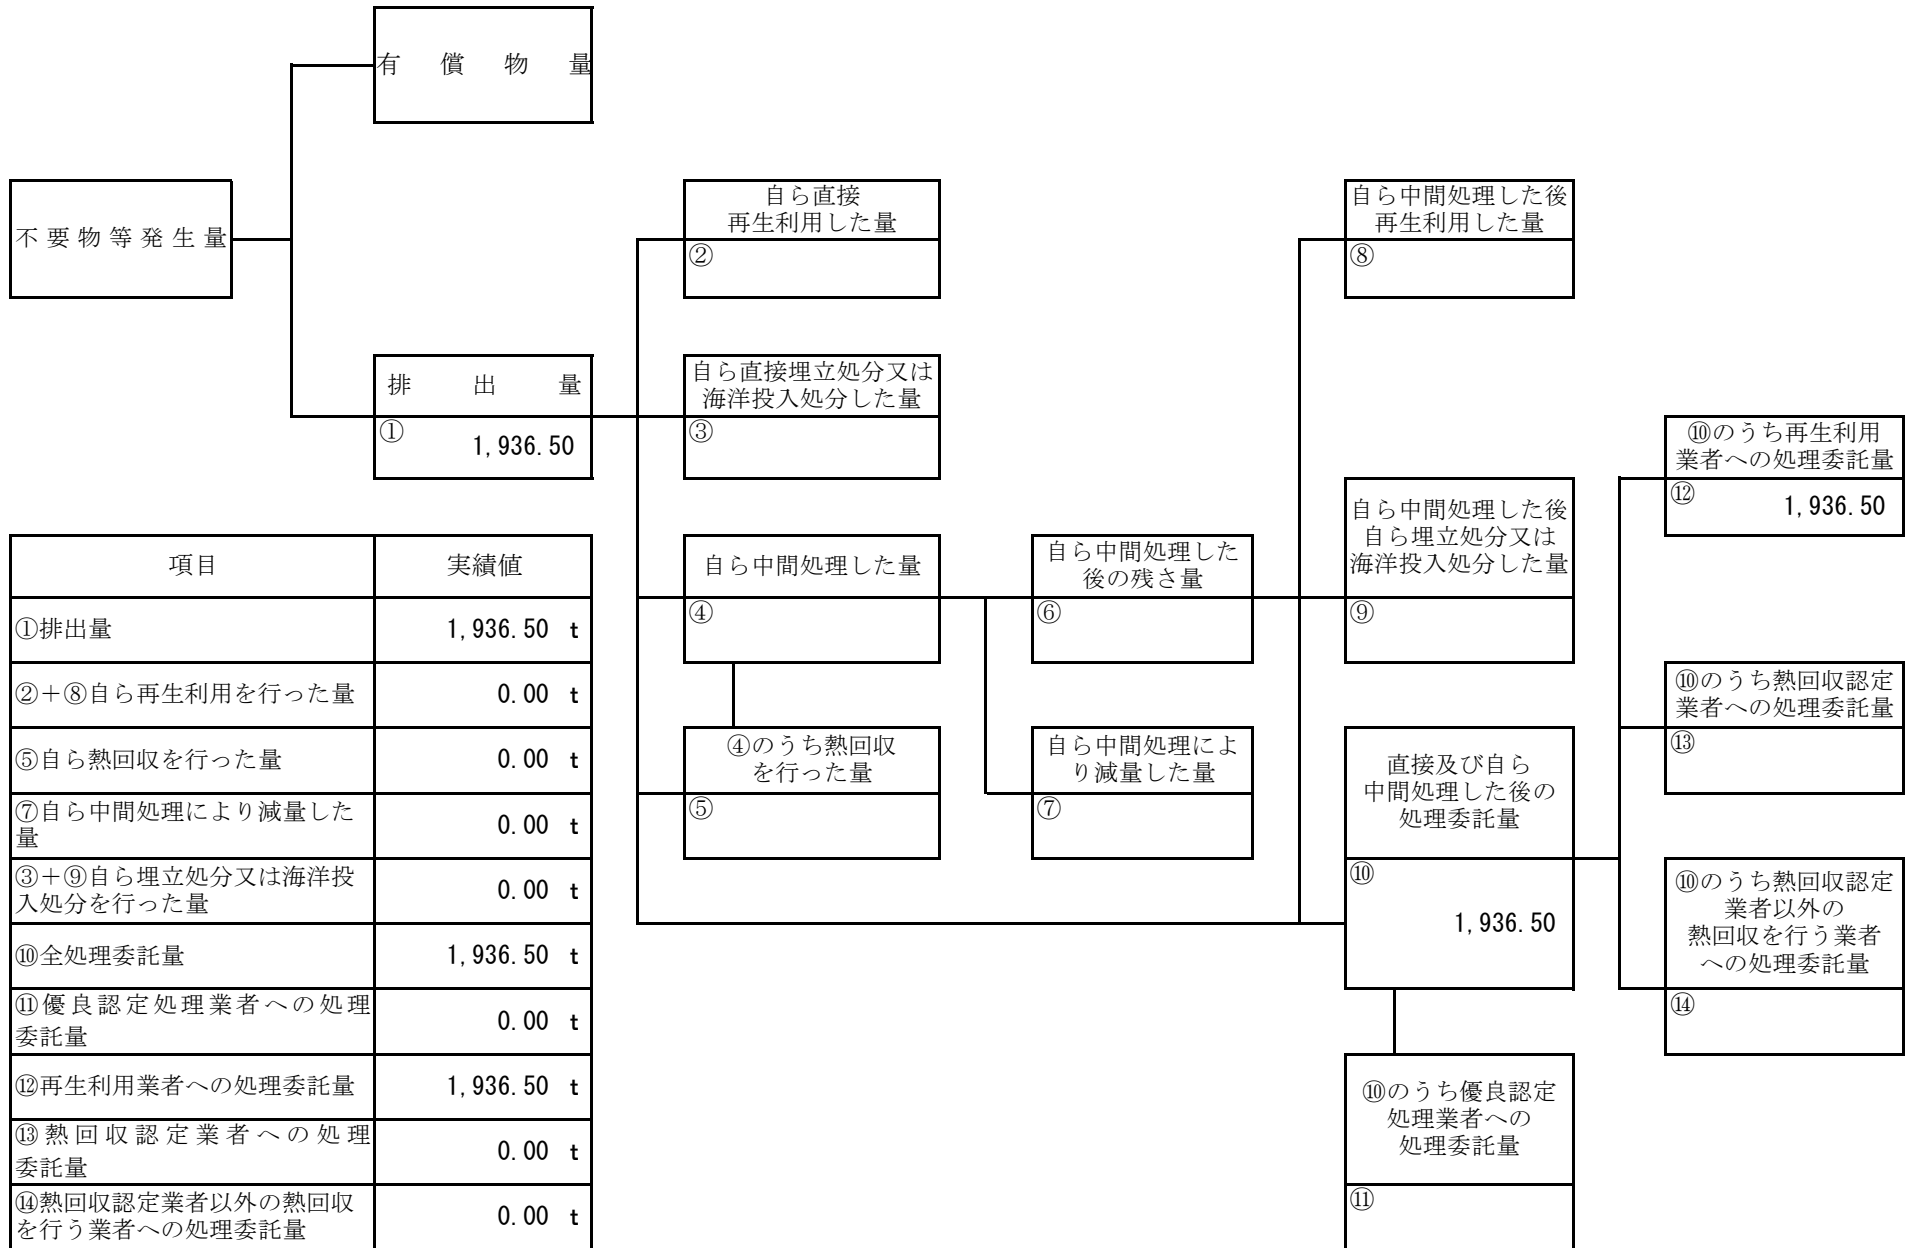 有償物量
不要物等発生量
排出量
①
1,936.50
自ら直接
再生利用した量
②
自ら直接埋立処分又は
海洋投入処分した量
③
自ら中間処理した量
④
④のうち熱回収
を行った量
⑤
自ら中間処理した
後の残さ量
⑥
自ら中間処理によ
り減量した量
⑦
自ら中間処理した後
再生利用した量
⑧
自ら中間処理した後
自ら埋立処分又は
海洋投入処分した量
⑨
直接及び自ら
中間処理した後の
処理委託量
⑩
1,936.50
⑩のうち優良認定
処理業者への
処理委託量
⑪
⑩のうち再生利用
業者への処理委託量
⑫
1,936.50
⑩のうち熱回収認定
業者への処理委託量
⑬
⑩のうち熱回収認定
業者以外の
熱回収を行う業者
への処理委託量
⑭
項目 実績値
①排出量 1,936.50 t
②+⑧自ら再生利用を行った量 0.00 t
⑤自ら熱回収を行った量 0.00 t
⑦自ら中間処理により減量した
量 0.00 t
③+⑨自ら埋立処分又は海洋投
入処分を行った量 0.00 t
⑩全処理委託量 1,936.50 t
⑪優良認定処理業者への処理
委託量 0.00 t
⑫再生利用業者への処理委託量 1,936.50 t
⑬熱回収認定業者への処理
委託量 0.00 t
⑭熱回収認定業者以外の熱回収
を行う業者への処理委託量 0.00 t